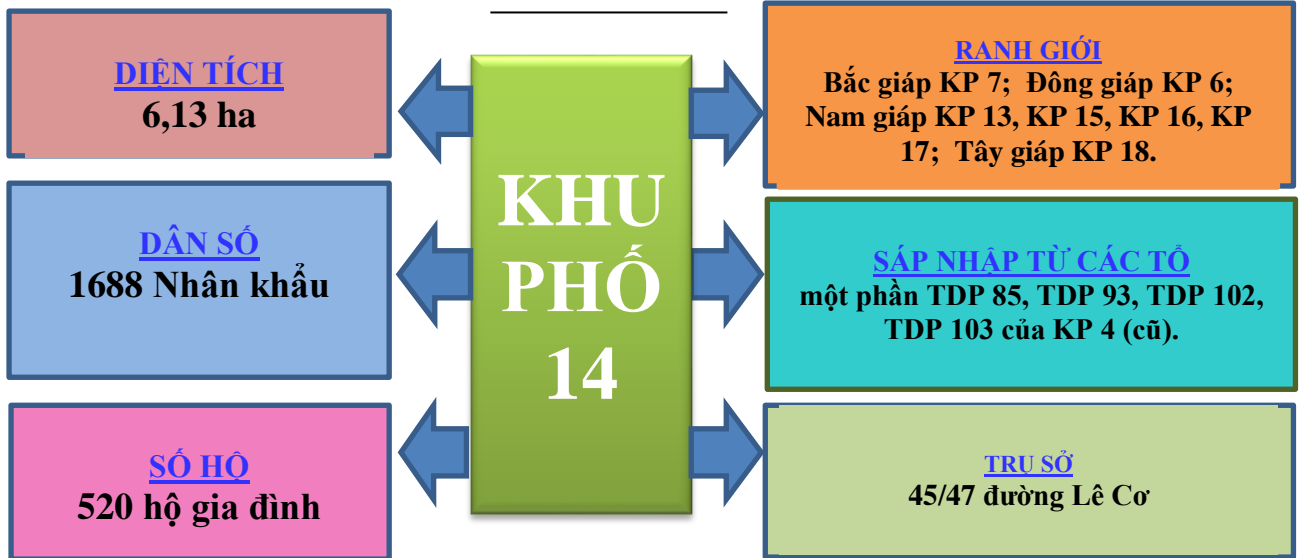 DIỆN TÍCH
6,13 ha
DÂN SỐ
1688 Nhân khẩu
SỐ HỘ
520 hộ gia đình
KHU
PHỐ
14
RANH GIỚI
Bắc giáp KP 7; Đông giáp KP 6;
Nam giáp KP 13, KP 15, KP 16, KP
17; Tây giáp KP 18.
SÁP NHẬP TỪ CÁC TỔ
một phần TDP 85, TDP 93, TDP 102,
TDP 103 của KP 4 (cũ).
TRỤ SỞ
45/47 đường Lê Cơ